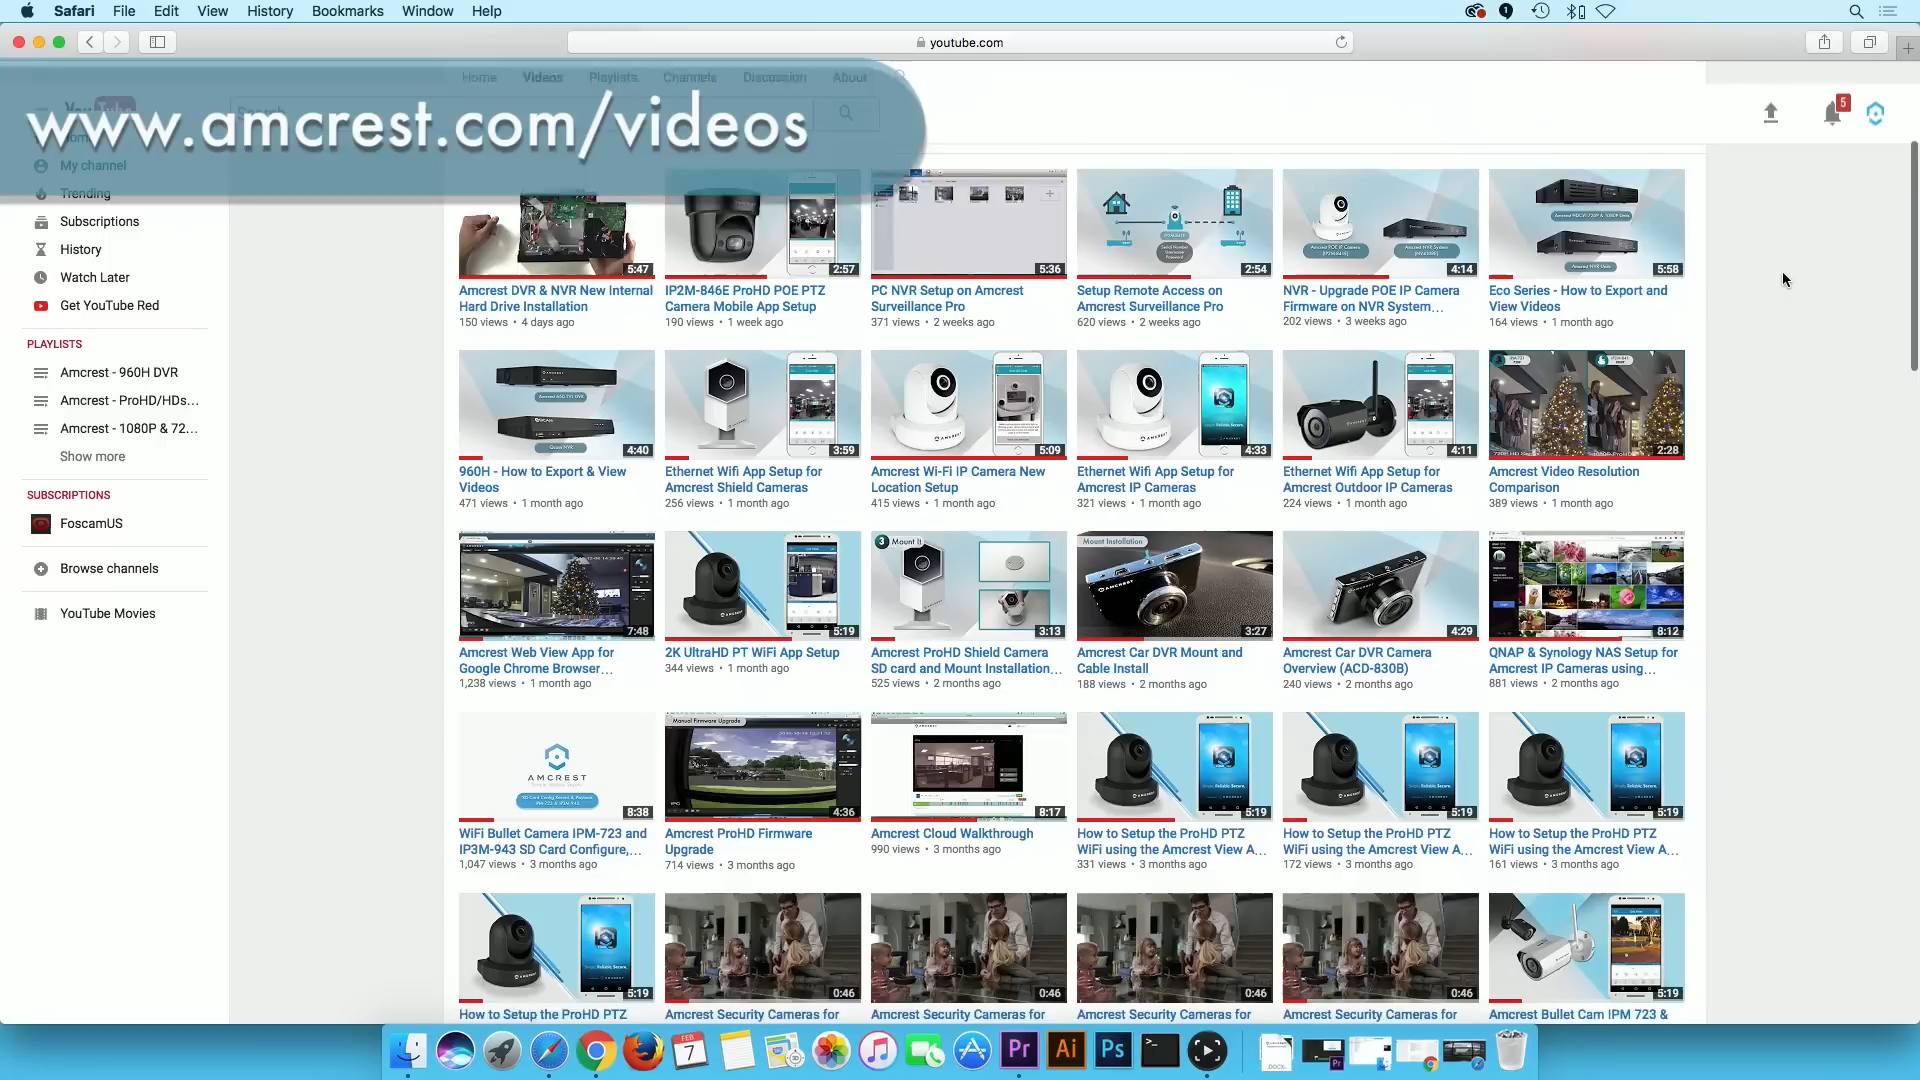 Safari File Edit View History Bookmarks Window Help
youtube.com
Home Videos Playlists Channels Discussion About
www.amcrest.com/videos
5
My channel
Trending
Subscriptions
History
Watch Later
Get YouTube Red
PLAYLISTS
Amcrest - 960H DVR
Amcrest - ProHD/HDs...
Amcrest - 1080P & 72...
Show more
SUBSCRIPTIONS
FoscamUS
Browse channels
YouTube Movies
5:47 2:57 5:36 2:54 4:14 5:58
Amcrest DVR & NVR New Internal
Hard Drive Installation
150 views • 4 days ago
IP2M-846E ProHD POE PTZ
Camera Mobile App Setup
190 views • 1 week ago
PC NVR Setup on Amcrest
Surveillance Pro
371 views • 2 weeks ago
Setup Remote Access on
Amcrest Surveillance Pro
620 views • 2 weeks ago
NVR - Upgrade POE IP Camera
Firmware on NVR System...
202 views • 3 weeks ago
Eco Series - How to Export and
View Videos
164 views • 1 month ago
4:40 3:59 5:09 4:33 4:11 2:28
960H - How to Export & View
Videos
471 views • 1 month ago
Ethernet Wifi App Setup for
Amcrest Shield Cameras
256 views • 1 month ago
Amcrest Wi-Fi IP Camera New
Location Setup
415 views • 1 month ago
Ethernet Wifi App Setup for
Amcrest IP Cameras
321 views • 1 month ago
Ethernet Wifi App Setup for
Amcrest Outdoor IP Cameras
224 views • 1 month ago
Amcrest Video Resolution
Comparison
389 views • 1 month ago
3 Mount It
Mount Installation
7:48 5:19 3:13 3:27 4:29 8:12
Amcrest Web View App for
Google Chrome Browser...
1,238 views • 1 month ago
2K UltraHD PT WiFi App Setup
344 views • 1 month ago
Amcrest ProHD Shield Camera
SD card and Mount Installation...
525 views • 2 months ago
Amcrest Car DVR Mount and
Cable Install
188 views • 2 months ago
Amcrest Car DVR Camera
Overview (ACD-830B)
240 views • 2 months ago
QNAP & Synology NAS Setup for
Amcrest IP Cameras using...
881 views • 2 months ago
AMCREST
Manual Firmware Upgrade
8:38 4:36 8:17 5:19 5:19 5:19
WiFi Bullet Camera IPM-723 and
IP3M-943 SD Card Configure,...
1,047 views • 3 months ago
Amcrest ProHD Firmware
Upgrade
714 views • 3 months ago
Amcrest Cloud Walkthrough
990 views • 3 months ago
How to Setup the ProHD PTZ
WiFi using the Amcrest View A...
331 views • 3 months ago
How to Setup the ProHD PTZ
WiFi using the Amcrest View A...
172 views • 3 months ago
How to Setup the ProHD PTZ
WiFi using the Amcrest View A...
161 views • 3 months ago
5:19 0:46 0:46 0:46 0:46 5:19
How to Setup the ProHD PTZ
Amcrest Security Cameras for
Amcrest Security Cameras for
Amcrest Security Cameras for
Amcrest Security Cameras for
Amcrest Bullet Cam IPM 723 &
FEB
7
Pr Ai Ps